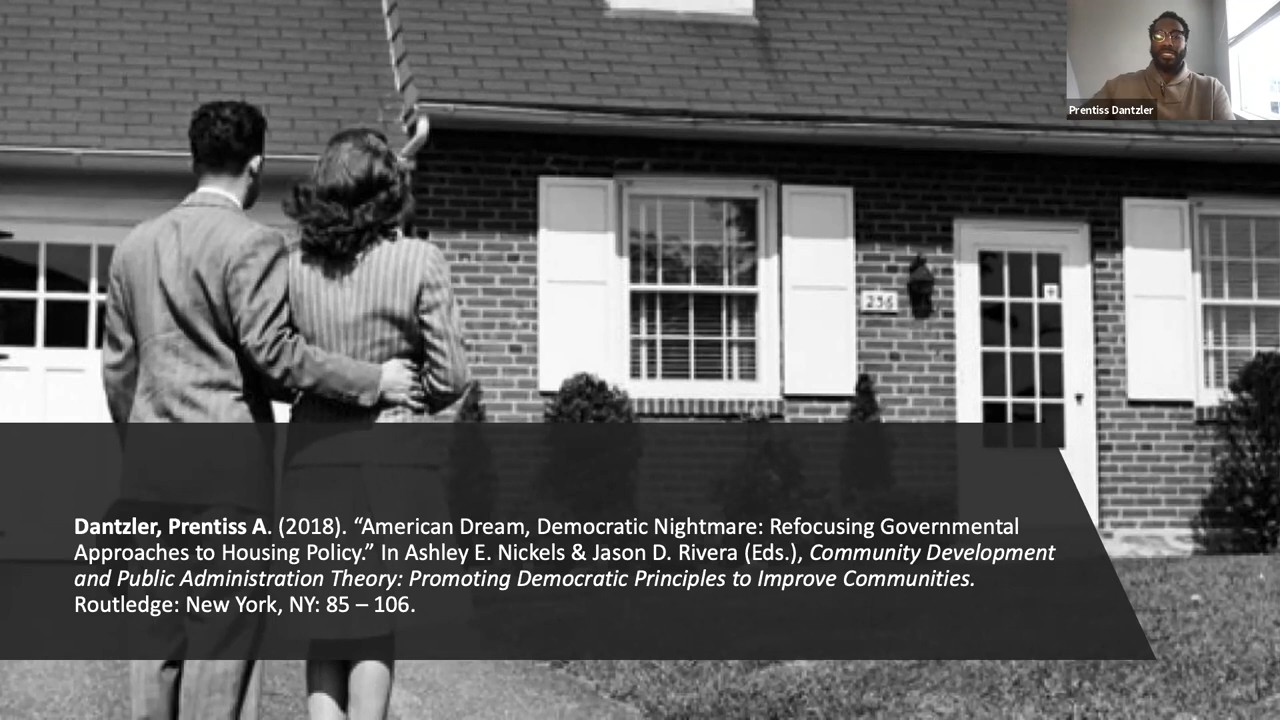 Prentiss Dantzler
236
Dantzler, Prentiss A. (2018). “American Dream, Democratic Nightmare: Refocusing Governmental
Approaches to Housing Policy.” In Ashley E. Nickels & Jason D. Rivera (Eds.), Community Development
and Public Administration Theory: Promoting Democratic Principles to Improve Communities.
Routledge: New York, NY: 85 – 106.